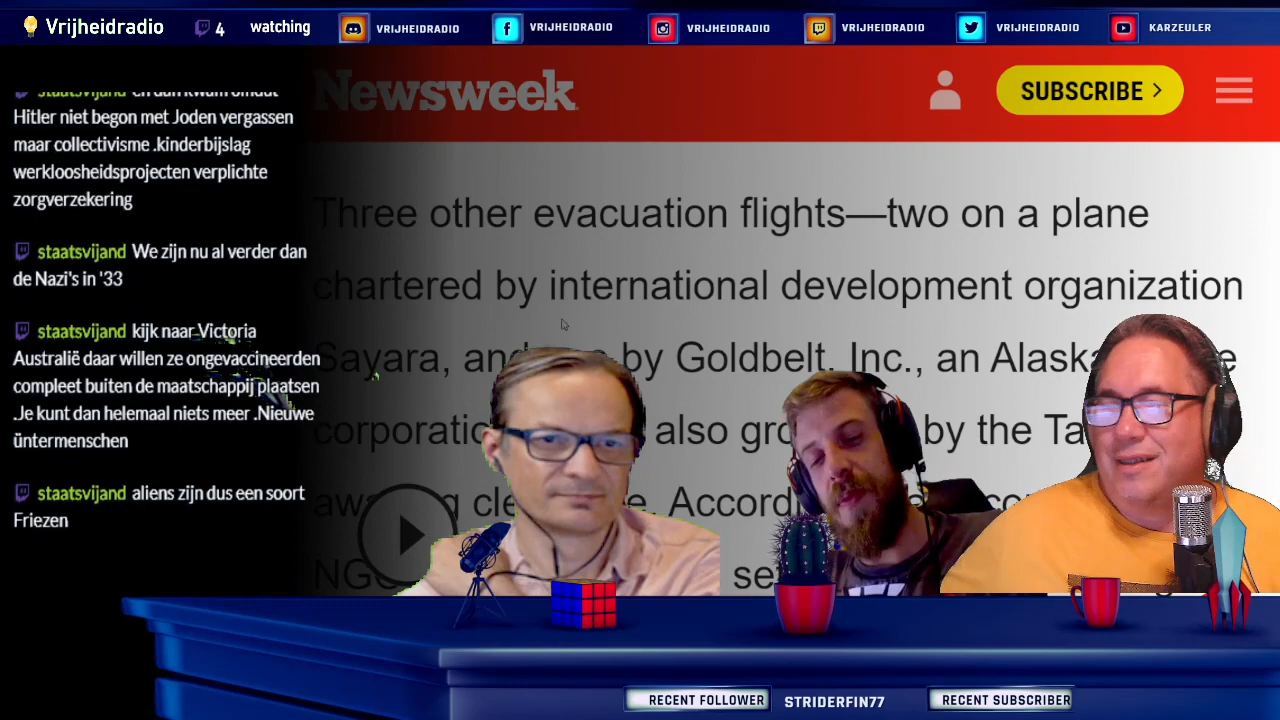 Vrijheidradio
4
watching
VRIJHEIDRADIO
VRIJHEIDRADIO
VRIJHEIDRADIO
VRIJHEIDRADIO
VRIJHEIDRADIO
KARZEULER
Newsweek
SUBSCRIBE
staatsvijand
Hitler niet begon met Joden vergassen
maar collectivisme .kinderbijslag
werkloosheidsprojecten verplichte
zorgverzekering
staatsvijand We zijn nu al verder dan
de Nazi's in '33
staatsvijand kijk naar Victoria
Australië daar willen ze ongevaccineerden
compleet buiten de maatschappij plaatsen
.Je kunt dan helemaal niets meer .Nieuwe
üntermenschen
staatsvijand aliens zijn dus een soort
Friezen
Three other evacuation flights—two on a plane
chartered by international development organization
Sayara, by Goldbelt, Inc., an
also by the
RECENT FOLLOWER
STRIDERFIN77
RECENT SUBSCRIBER